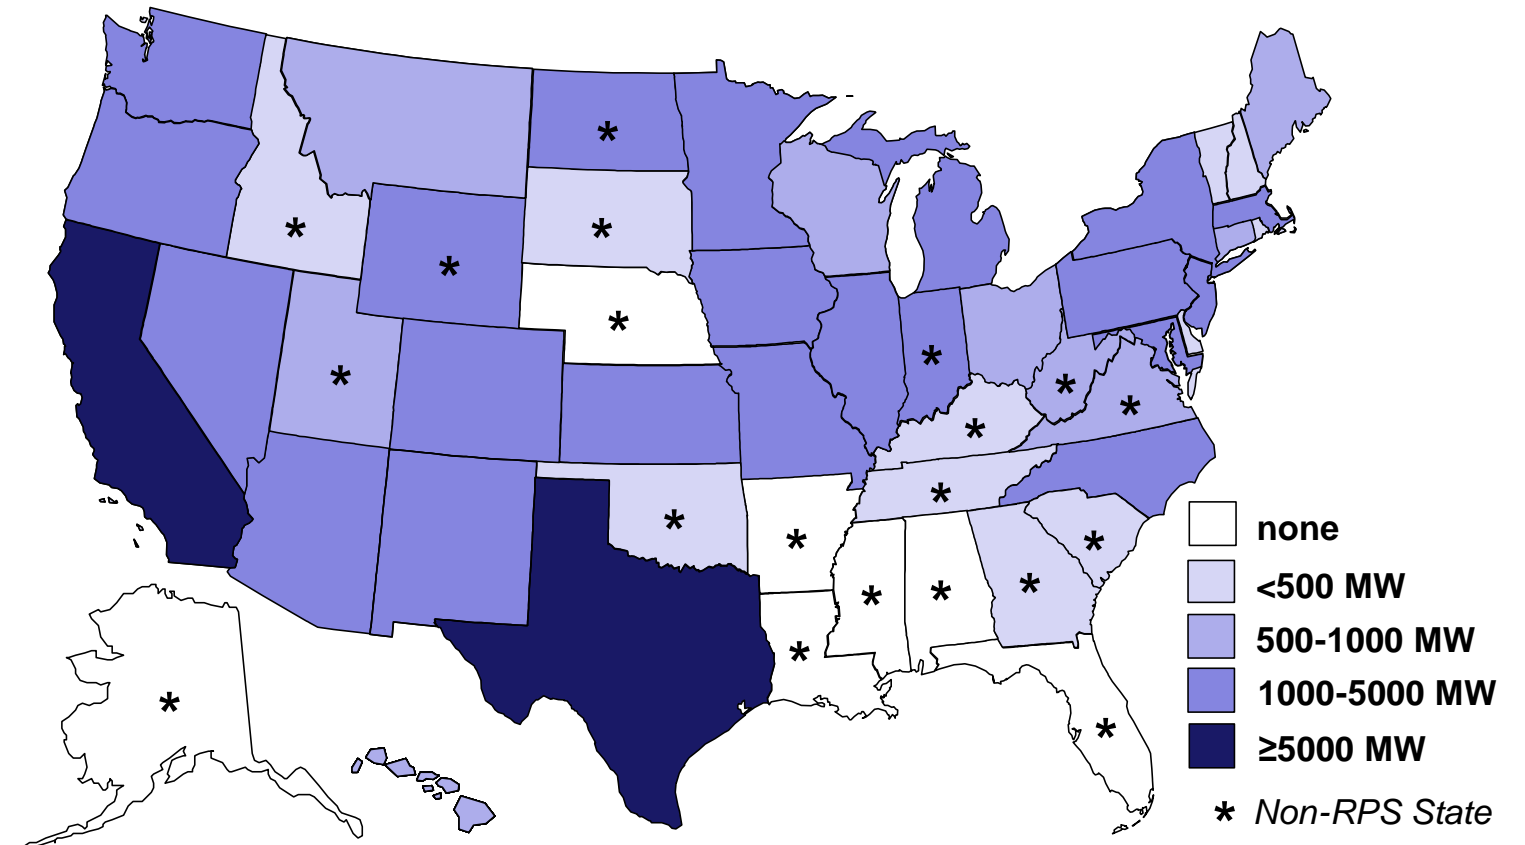 none
<500 MW
500-1000 MW
1000-5000 MW
≥5000 MW
* Non-RPS State